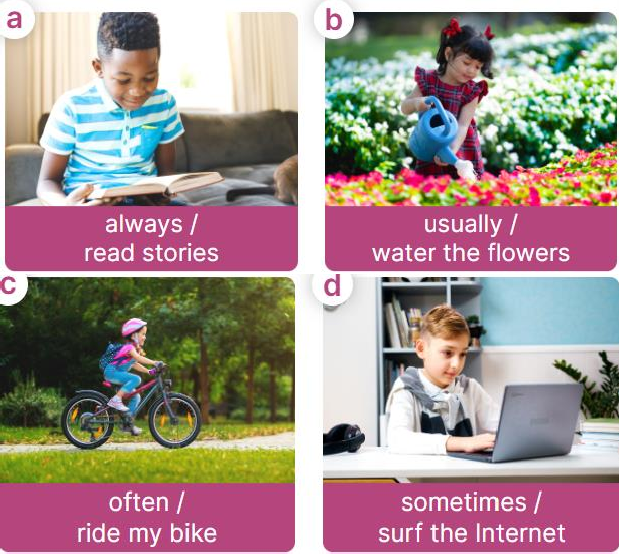 a
always /
read stories
b
usually /
water the flowers
c
often /
ride my bike
d
sometimes /
surf the Internet